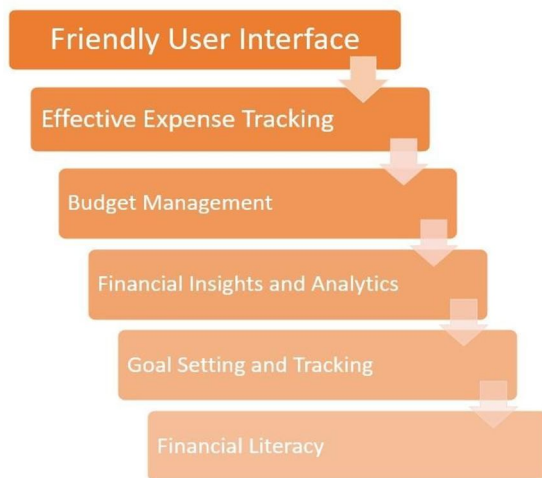 Friendly User Interface
Effective Expense Tracking
Budget Management
Financial Insights and Analytics
Goal Setting and Tracking
Financial Literacy